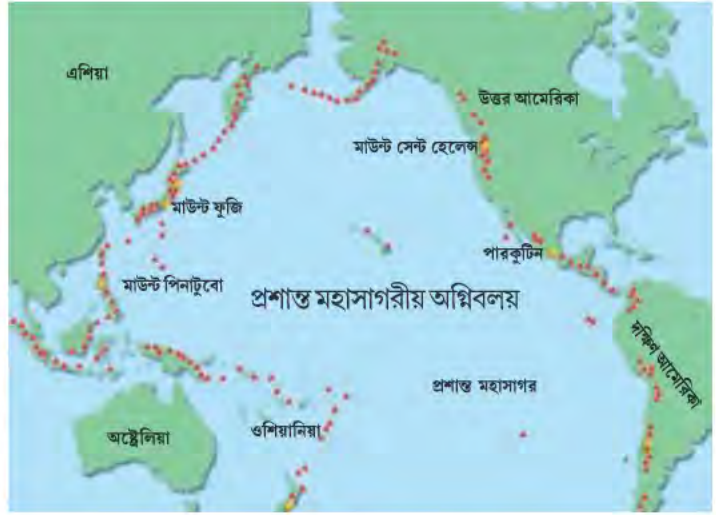 এশিয়া
উত্তর আমেরিকা
মাউন্ট সেন্ট হেলেন্স
মাউন্ট ফুজি
পারকুটিন
মাউন্ট পিনাটুবো
প্রশান্ত মহাসাগরীয় অগ্নিবলয়
দক্ষিণ আমেরিকা
প্রশান্ত মহাসাগর
অষ্ট্রেলিয়া
ওশিয়ানিয়া